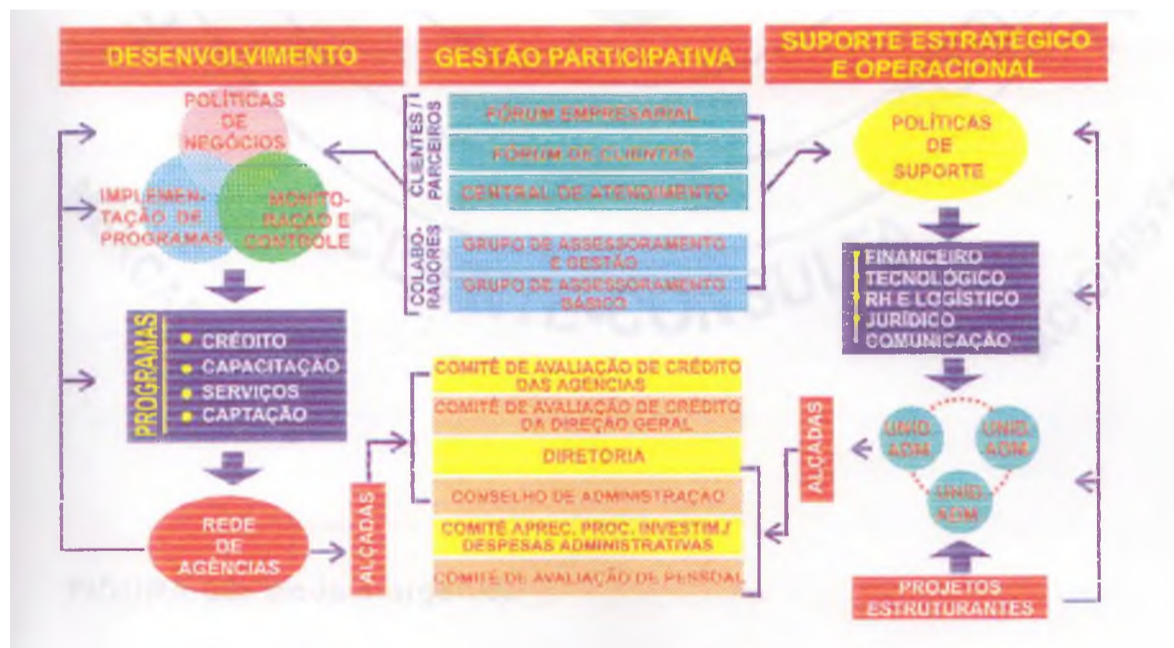 DESENVOLVIMENTO
POLÍTICAS
DE
NEGÓCIOS
IMPLEMEN-
TAÇÃO DE
PROGRAMAS
MONITO-
RAÇÃO E
CONTROLE
PROGRAMAS
CRÉDITO
CAPACITAÇÃO
SERVIÇOS
CAPTAÇÃO
REDE
DE
AGÊNCIAS
ALÇADAS
GESTÃO PARTICIPATIVA
CLIENTES /
PARCEIROS
FÓRUM EMPRESARIAL
FÓRUM DE CLIENTES
CENTRAL DE ATENDIMENTO
COLABO-
RADORES
GRUPO DE ASSESSORAMENTO
E GESTÃO
GRUPO DE ASSESSORAMENTO
BÁSICO
COMITÊ DE AVALIAÇÃO DE CRÉDITO
DAS AGÊNCIAS
COMITÊ DE AVALIAÇÃO DE CRÉDITO
DA DIREÇÃO GERAL
DIRETORIA
CONSELHO DE ADMINISTRAÇÃO
COMITÊ APREC. PROC. INVESTIM./
DESPESAS ADMINISTRATIVAS
COMITÊ DE AVALIAÇÃO DE PESSOAL
SUPORTE ESTRATÉGICO
E OPERACIONAL
POLÍTICAS
DE
SUPORTE
FINANCEIRO
TECNOLÓGICO
RH E LOGÍSTICO
JURÍDICO
COMUNICAÇÃO
ALÇADAS
UNID.
ADM.
UNID.
ADM.
UNID.
ADM.
PROJETOS
ESTRUTURANTES